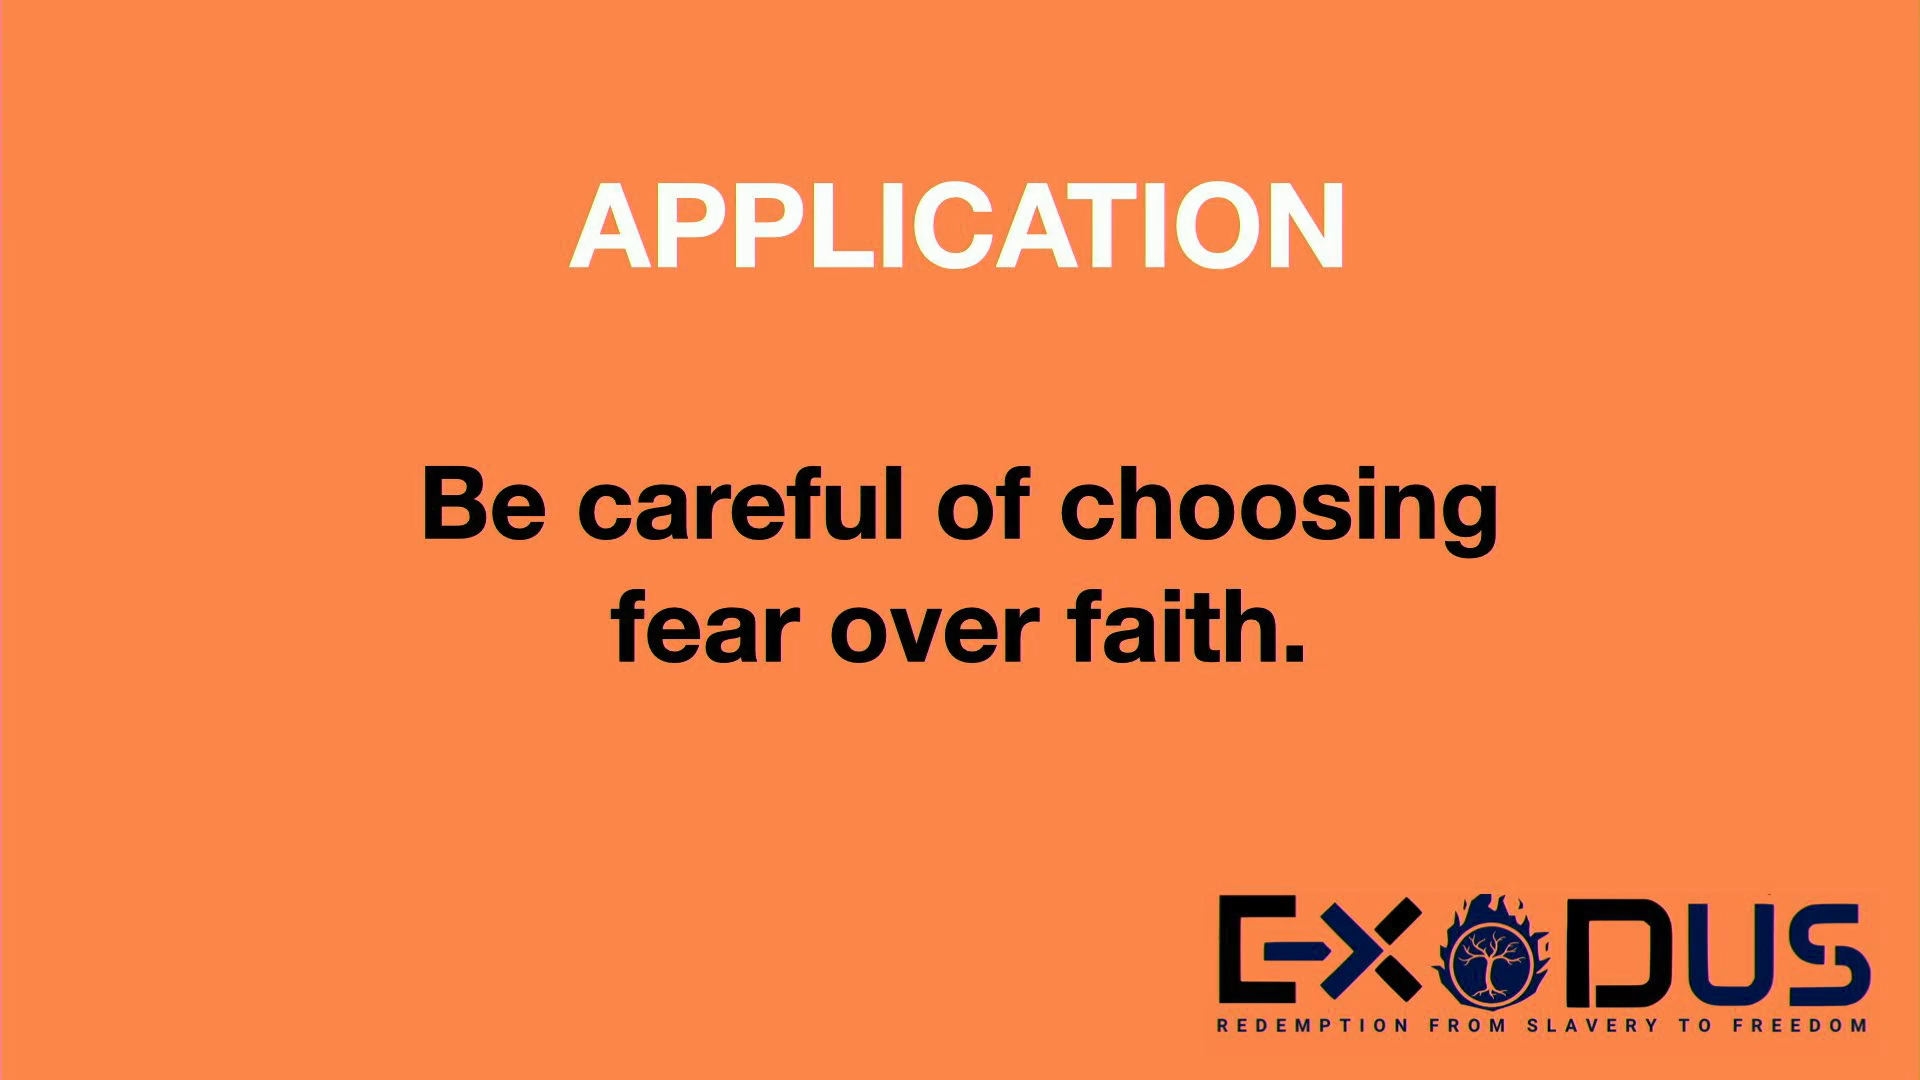 APPLICATION
Be careful of choosing
fear over faith.
EXODUS
REDEMPTION FROM SLAVERY TO FREEDOM